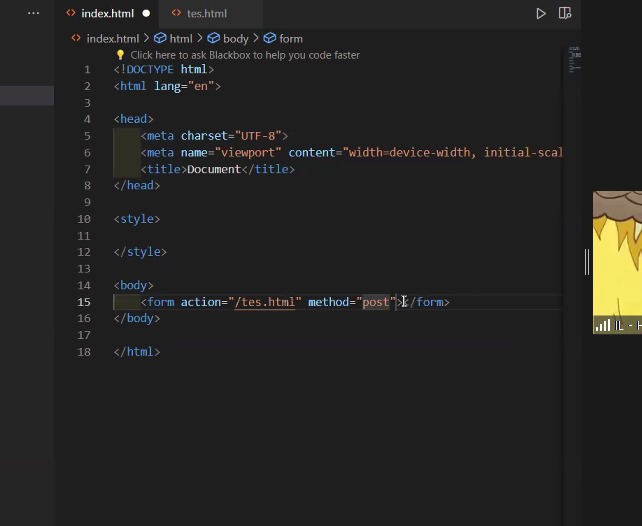 index.html
tes.html
index.html > html > body > form
Click here to ask Blackbox to help you code faster
1 <!DOCTYPE html>
2 <html lang="en">
3
4 <head>
5 <meta charset="UTF-8">
6 <meta name="viewport" content="width=device-width, initial-scal
7 <title>Document</title>
8 </head>
9
10 <style>
11
12 </style>
13
14 <body>
15 <form action="/tes.html" method="post"></form>
16 </body>
17
18 </html>